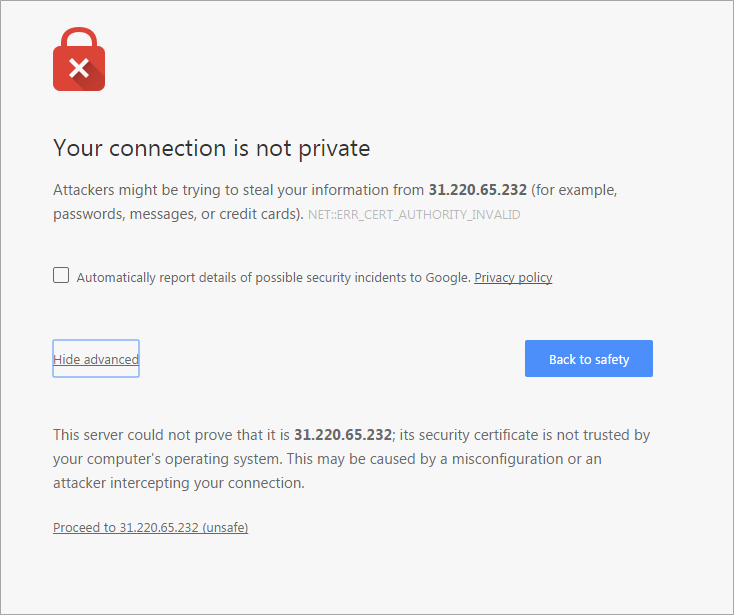 Your connection is not private
Attackers might be trying to steal your information from 31.220.65.232 (for example,
passwords, messages, or credit cards). NET::ERR_CERT_AUTHORITY_INVALID
Automatically report details of possible security incidents to Google. Privacy policy
Hide advanced
Back to safety
This server could not prove that it is 31.220.65.232; its security certificate is not trusted by
your computer's operating system. This may be caused by a misconfiguration or an
attacker intercepting your connection.
Proceed to 31.220.65.232 (unsafe)